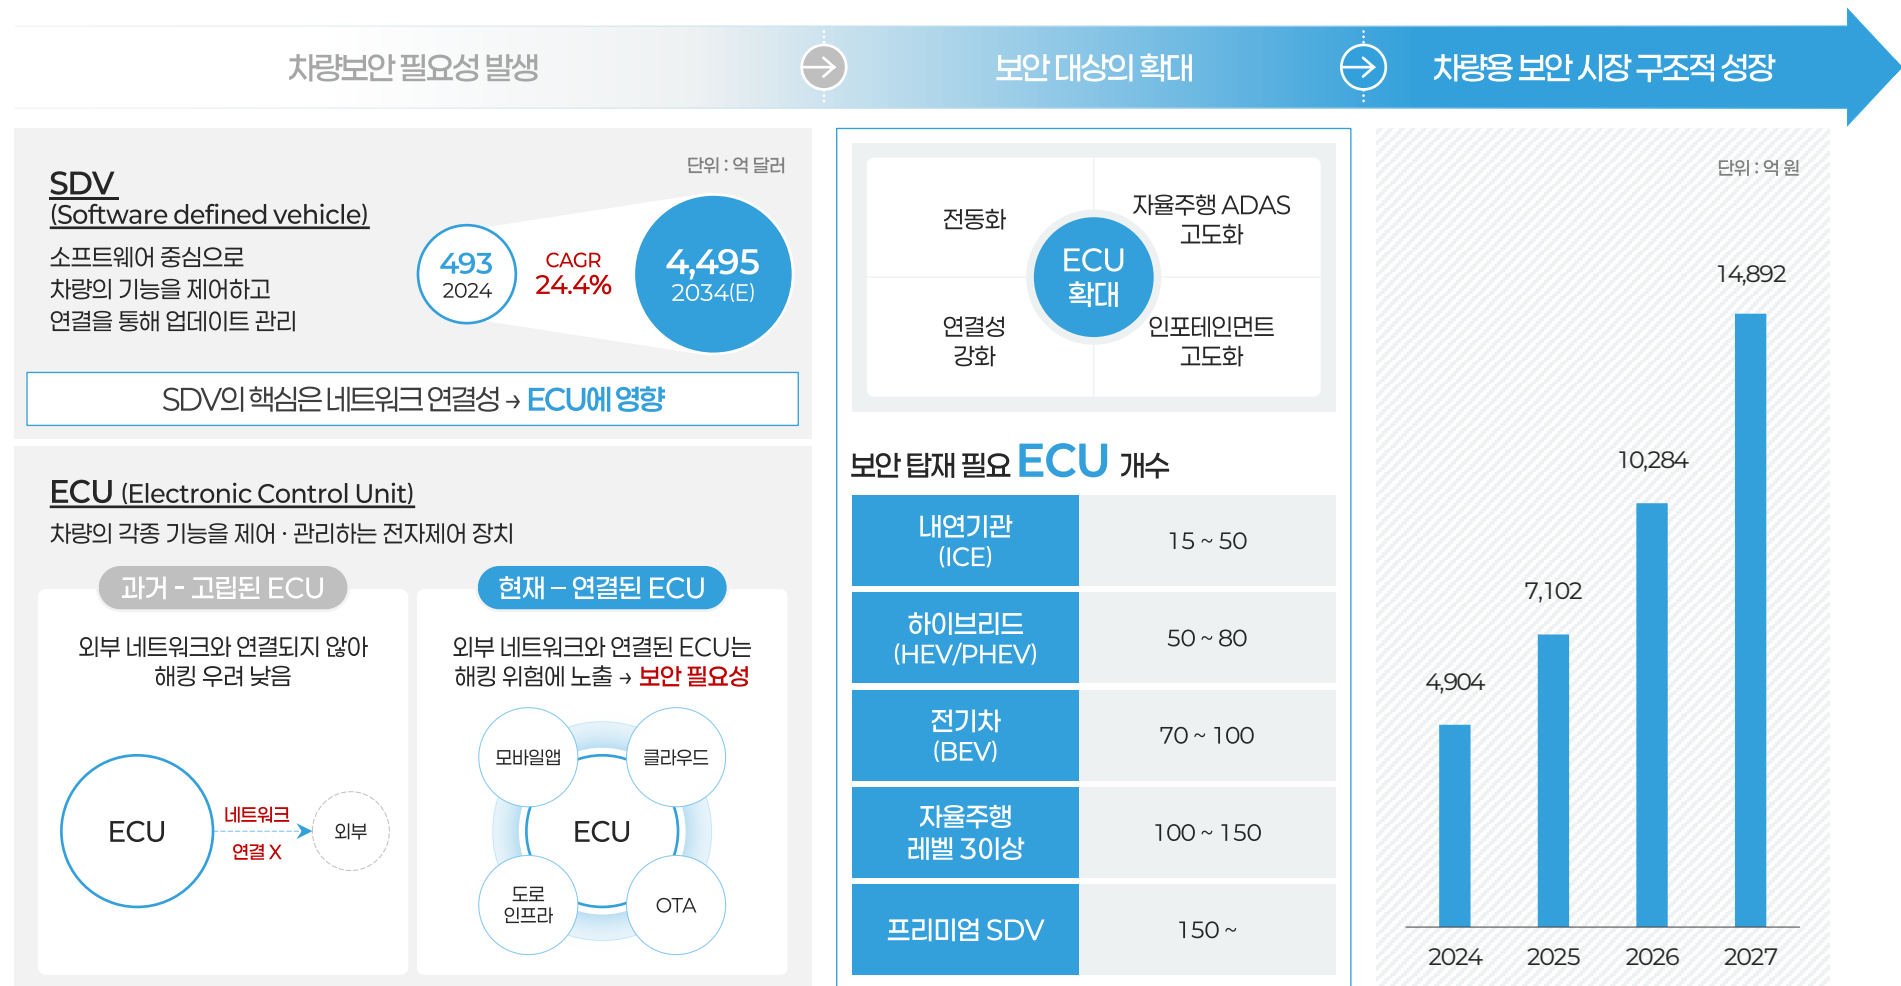 차량보안 필요성 발생
보안 대상의 확대
차량용 보안 시장 구조적 성장
단위 : 억 달러
SDV
(Software defined vehicle)
소프트웨어 중심으로
차량의 기능을 제어하고
연결을 통해 업데이트 관리
493
2024
CAGR
24.4%
4,495
2034(E)
SDV의 핵심은 네트워크 연결성 → ECU에 영향
ECU (Electronic Control Unit)
차량의 각종 기능을 제어 · 관리하는 전자제어 장치
과거 - 고립된 ECU
외부 네트워크와 연결되지 않아
해킹 우려 낮음
ECU
네트워크
연결 X
외부
현재 – 연결된 ECU
외부 네트워크와 연결된 ECU는
해킹 위험에 노출 → 보안 필요성
모바일앱
클라우드
ECU
도로
인프라
OTA
전동화
자율주행 ADAS
고도화
ECU
확대
연결성
강화
인포테인먼트
고도화
보안 탑재 필요 ECU 개수
내연기관
(ICE)
15 ~ 50
하이브리드
(HEV/PHEV)
50 ~ 80
전기차
(BEV)
70 ~ 100
자율주행
레벨 3이상
100 ~ 150
프리미엄 SDV
150 ~
단위 : 억 원
14,892
10,284
7,102
4,904
2024
2025
2026
2027